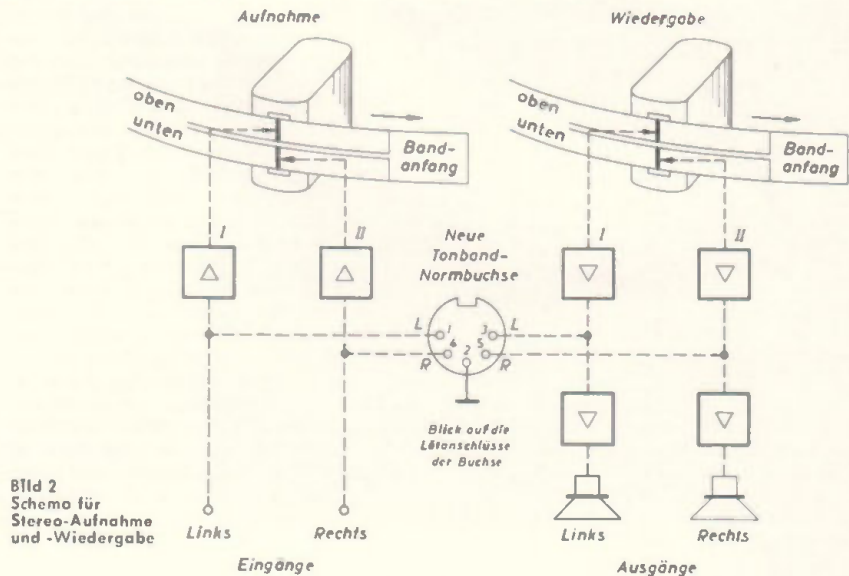 Aufnahme
Wiedergabe
oben
unten
Band-
anfang
oben
unten
Band-
anfang
I
II
Neue
Tonband-
Normbuchse
I
II
L
1
3
L
4
2
5
R
R
Blick auf die
Lötanschlüsse
der Buchse
Bild 2
Schema für
Stereo-Aufnahme
und -Wiedergabe
Links
Rechts
Links
Rechts
Eingänge
Ausgänge